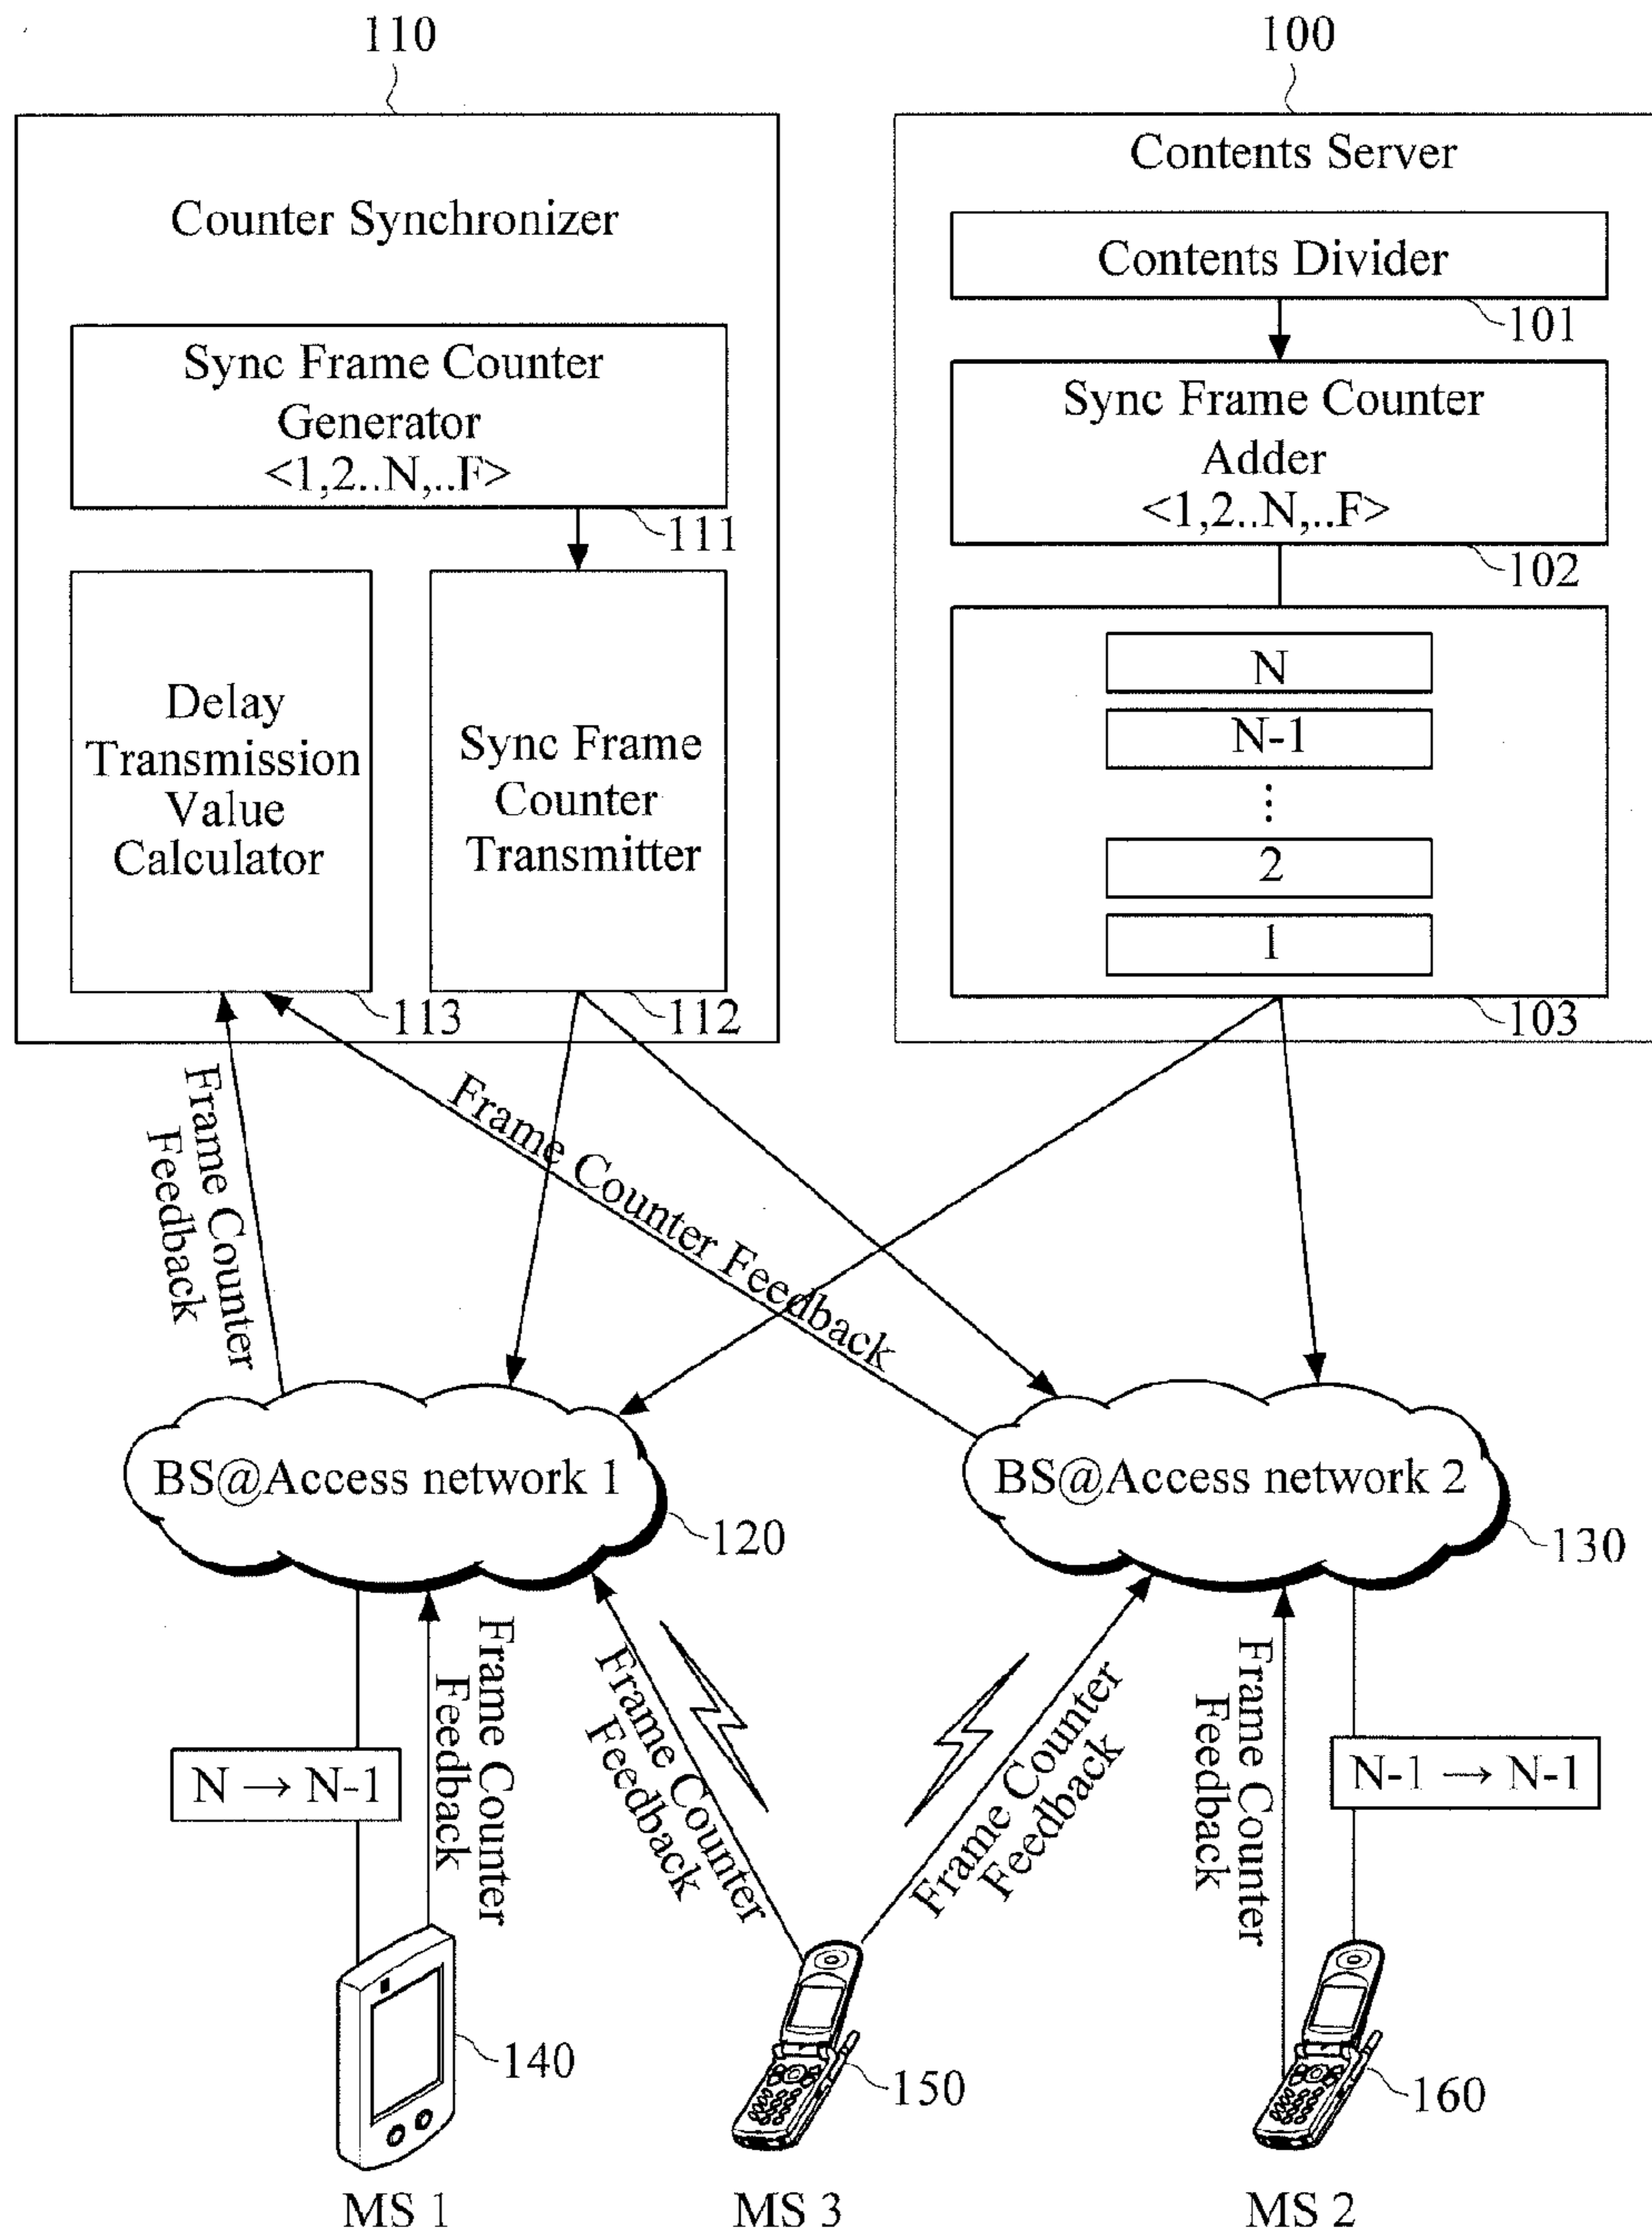 110
100
Counter Synchronizer
Contents Server
Contents Divider
101
Sync Frame Counter
Generator
<1,2..N,..F>
111
Sync Frame Counter
Adder
<1,2..N,..F>
102
Delay
Transmission
Value
Calculator
113
Sync Frame
Counter
Transmitter
112
N
N-1
⋮
2
1
103
Frame Counter
Feedback
Frame Counter Feedback
BS@Access network 1
120
BS@Access network 2
130
N → N-1
Frame Counter
Feedback
Frame Counter
Feedback
Frame Counter
Feedback
Frame Counter
Feedback
N-1 → N-1
140
150
160
MS 1
MS 3
MS 2